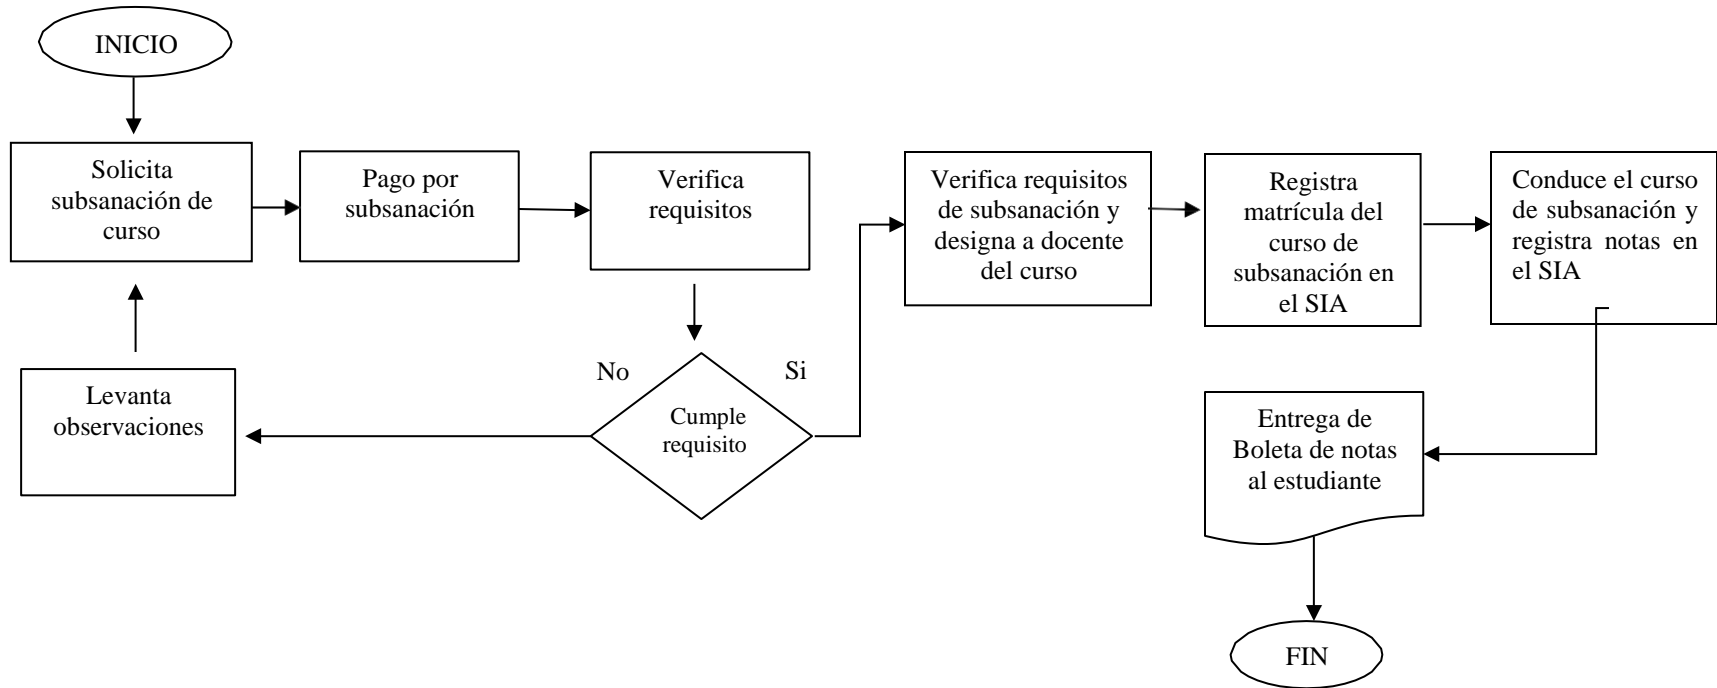 INICIO
Solicita
subsanación de
curso
Pago por
subsanación
Verifica
requisitos
Verifica requisitos
de subsanación y
designa a docente
del curso
Registra
matrícula del
curso de
subsanación en
el SIA
Conduce el curso
de subsanación y
registra notas en
el SIA
No
Si
Cumple
requisito
Levanta
observaciones
Entrega de
Boleta de notas
al estudiante
FIN